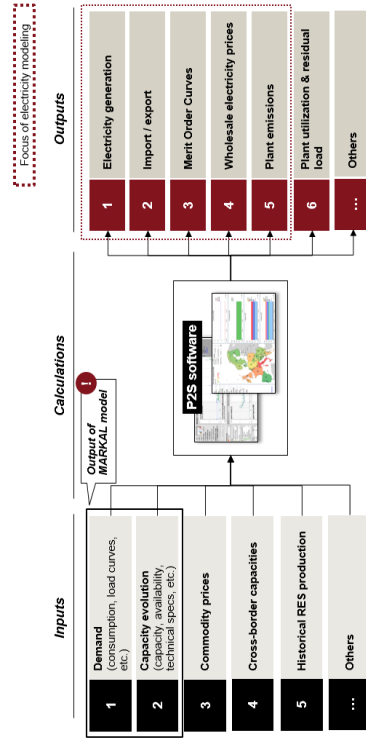 Focus of electricity modeling
Inputs
Calculations
Outputs
Output of
MARKAL model
!
1
Demand
(consumption, load curves,
etc.)
2
Capacity evolution
(capacity, availability,
technical specs, etc.)
3
Commodity prices
4
Cross-border capacities
5
Historical RES production
…
Others
P2S software
1
Electricity generation
2
Import / export
3
Merit Order Curves
4
Wholesale electricity prices
5
Plant emissions
6
Plant utilization & residual
load
…
Others